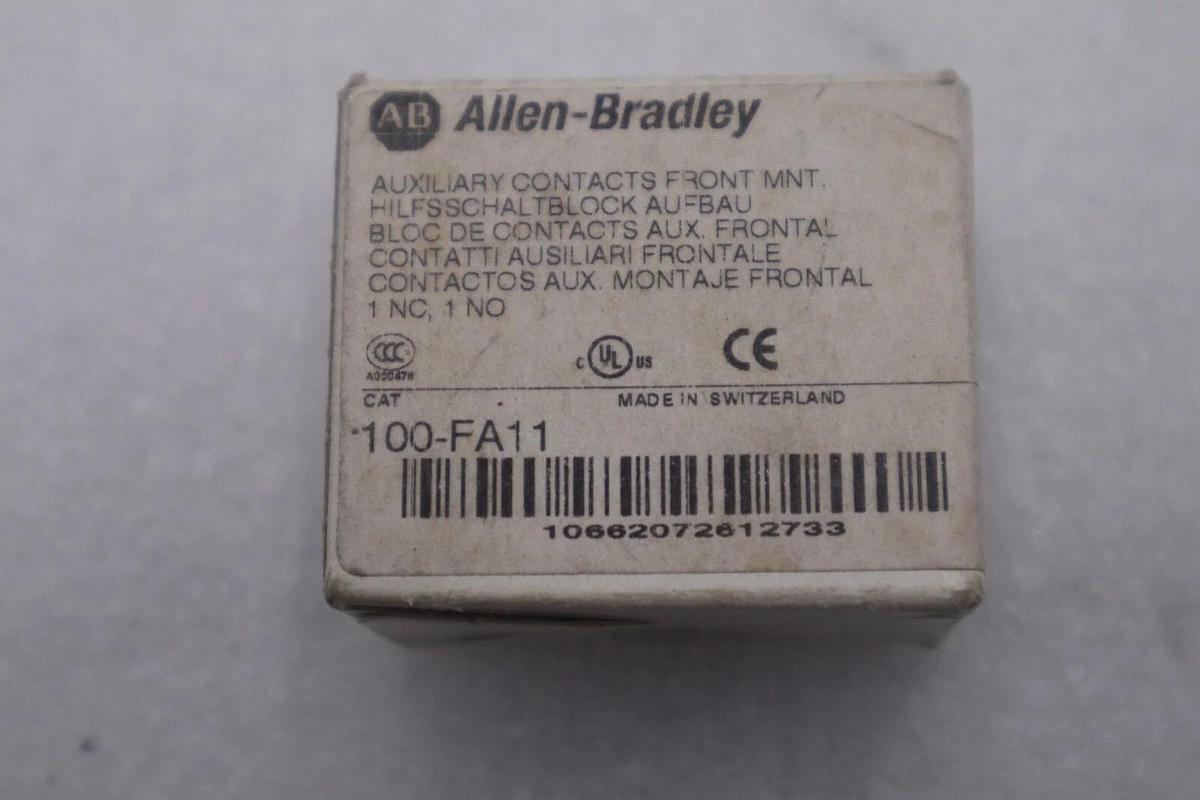 AB Allen-Bradley
AUXILIARY CONTACTS FRONT MNT.
HILFSSCHALTBLOCK AUFBAU
BLOC DE CONTACTS AUX. FRONTAL
CONTATTI AUSILIARI FRONTALE
CONTACTOS AUX. MONTAJE FRONTAL
1 NC, 1 NO
CCC
A050478
C UL US
CE
CAT
MADE IN SWITZERLAND
100-FA11
10662072612733